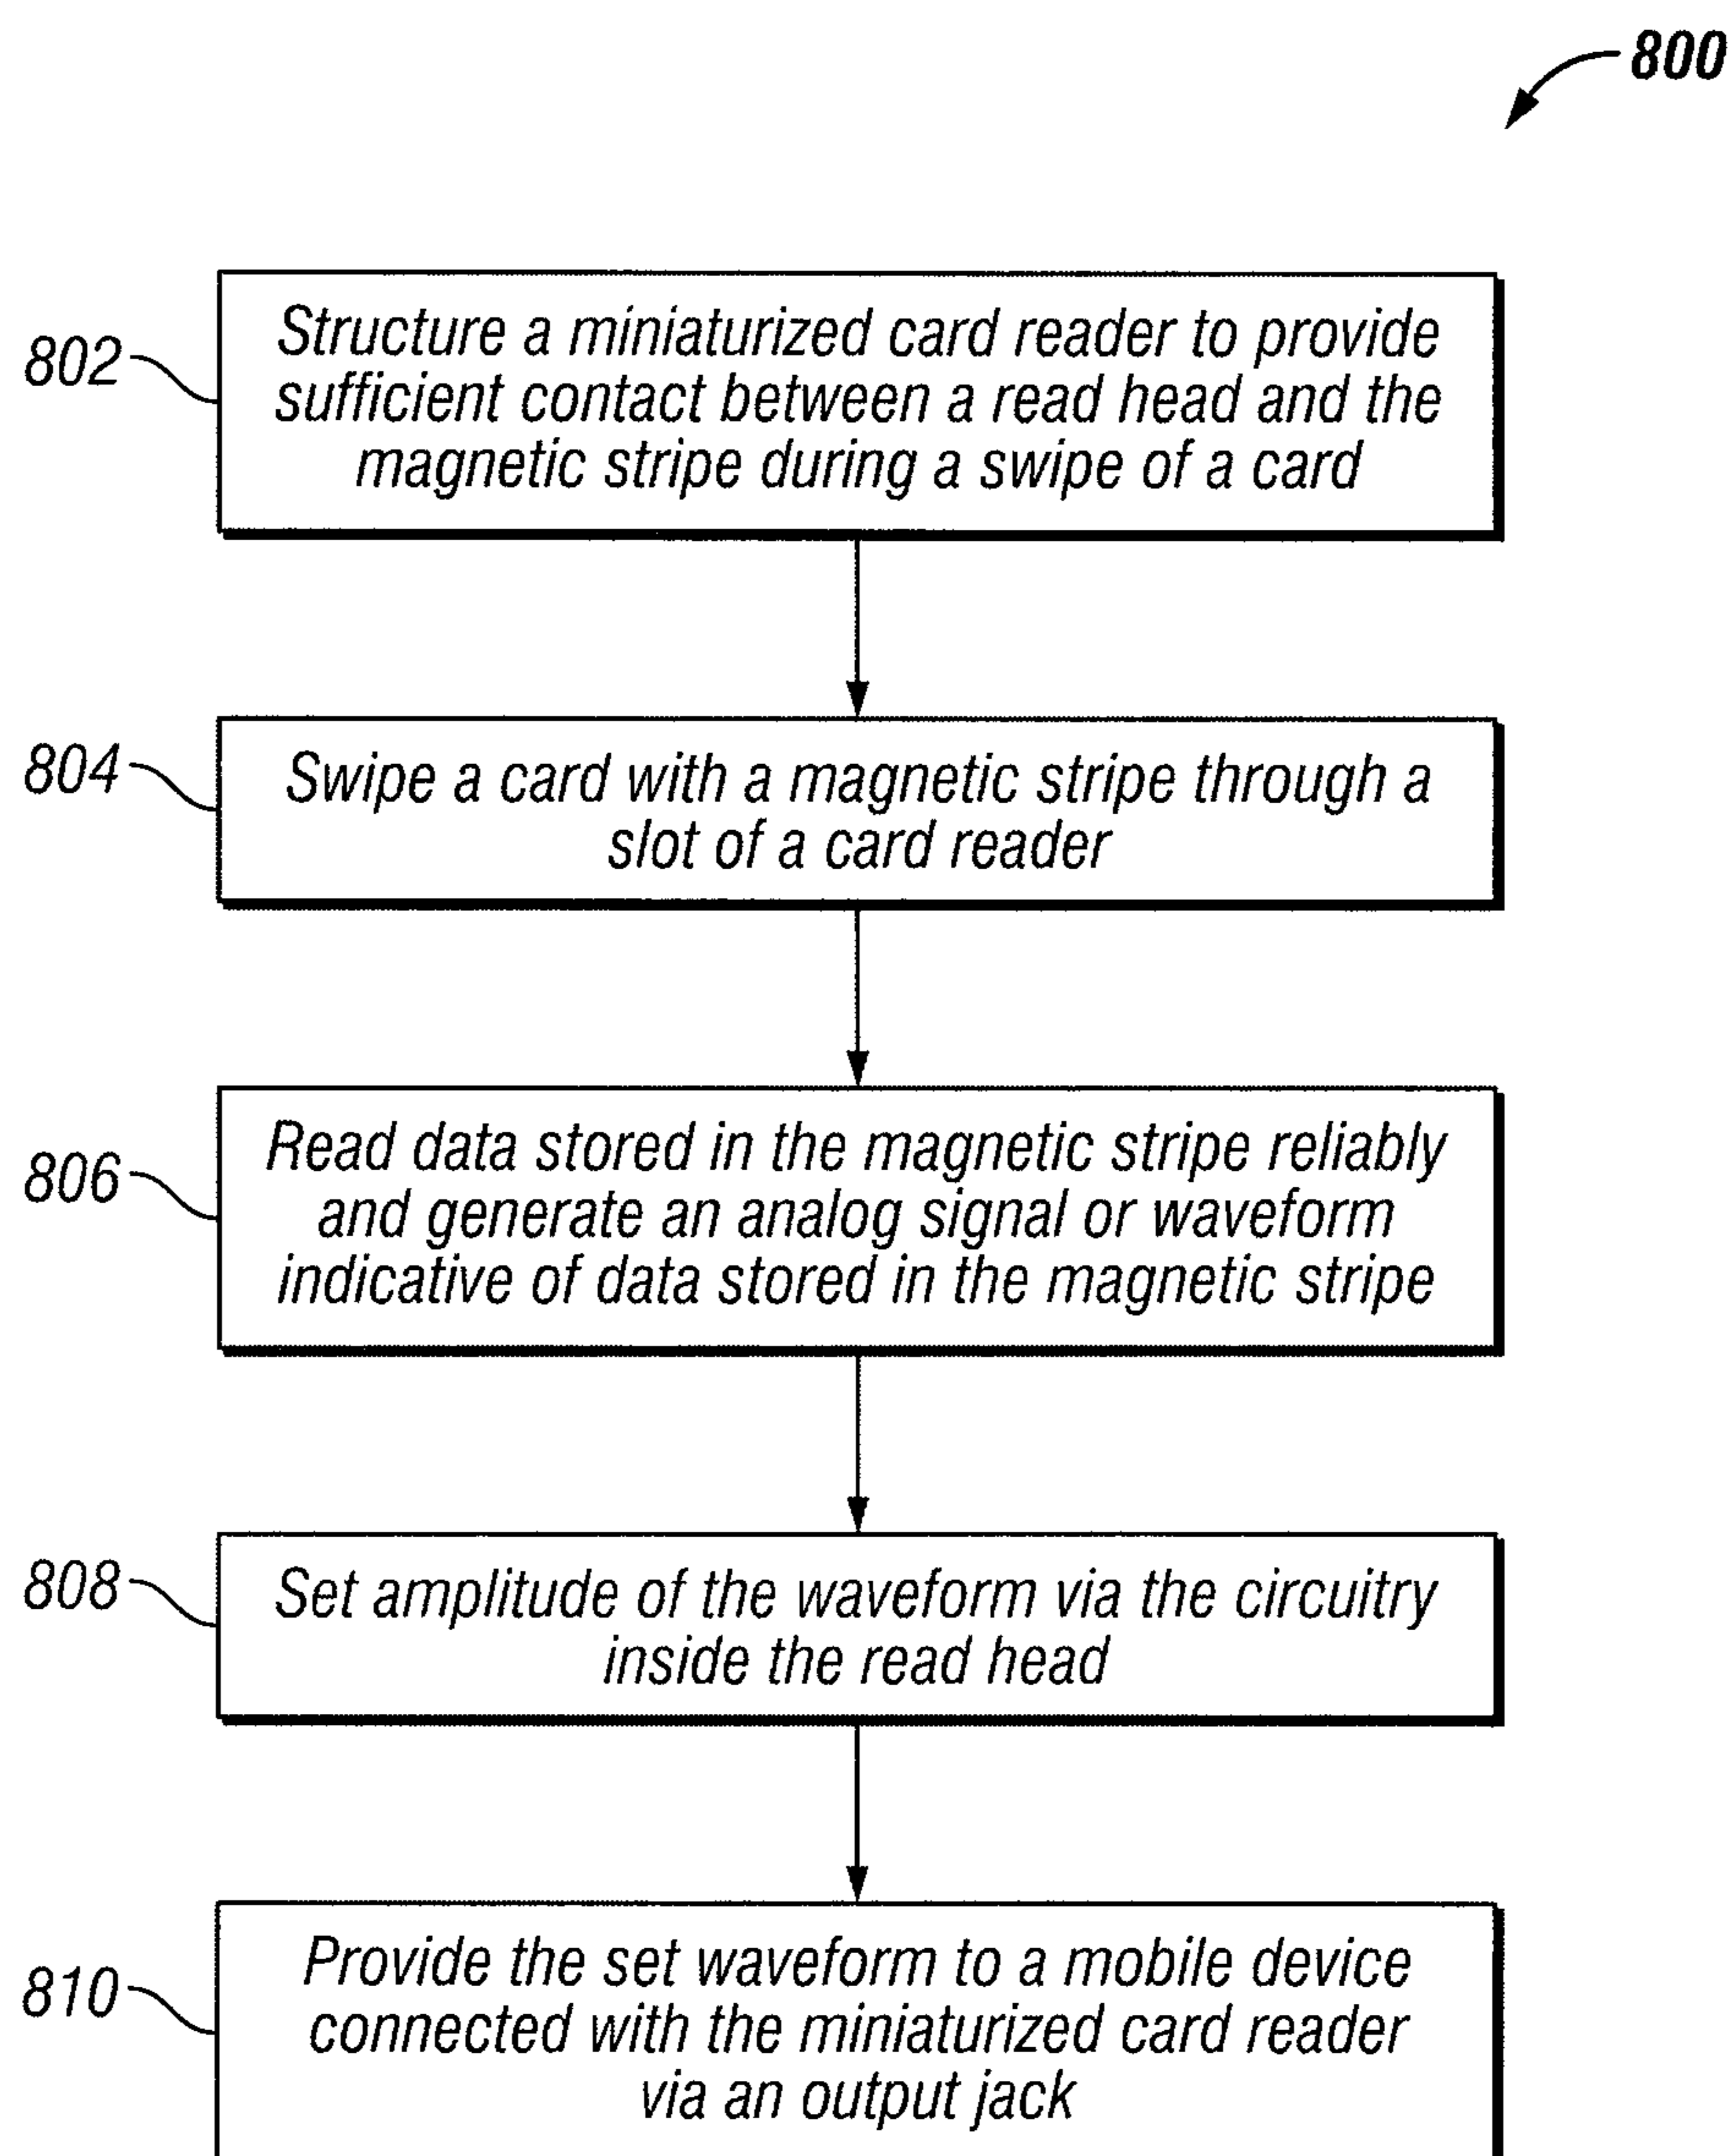 800
802
Structure a miniaturized card reader to provide
sufficient contact between a read head and the
magnetic stripe during a swipe of a card
804
Swipe a card with a magnetic stripe through a
slot of a card reader
806
Read data stored in the magnetic stripe reliably
and generate an analog signal or waveform
indicative of data stored in the magnetic stripe
808
Set amplitude of the waveform via the circuitry
inside the read head
810
Provide the set waveform to a mobile device
connected with the miniaturized card reader
via an output jack